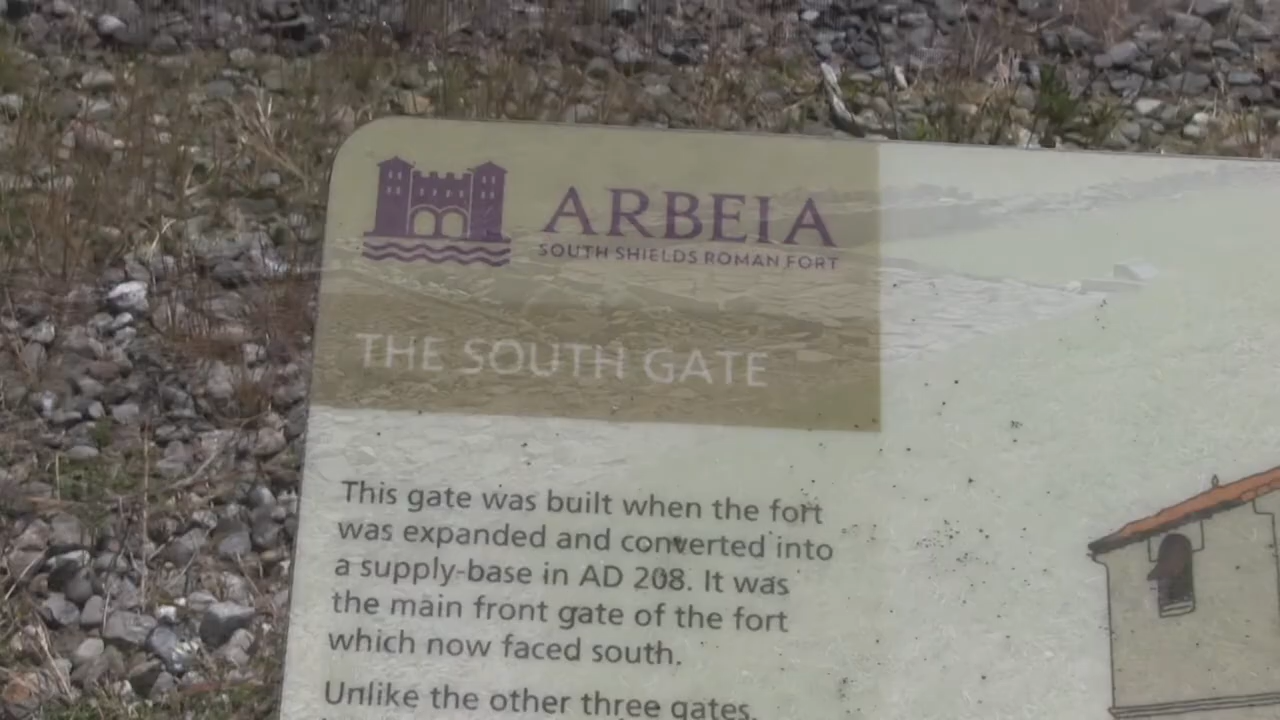 ARBEIA
SOUTH SHIELDS ROMAN FORT
THE SOUTH GATE
This gate was built when the fort
was expanded and converted into
a supply-base in AD 208. It was
the main front gate of the fort
which now faced south.
Unlike the other three gates,